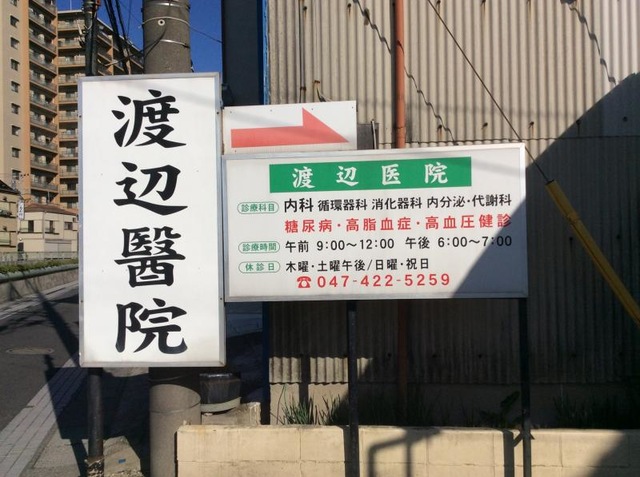 渡辺醫院
渡辺医院
診療科目 内科 循環器科 消化器科 内分泌・代謝科
糖尿病・高脂血症・高血圧健診
診療時間 午前 9:00～12:00 午後 6:00～7:00
休診日 木曜・土曜午後/日曜・祝日
☎047-422-5259